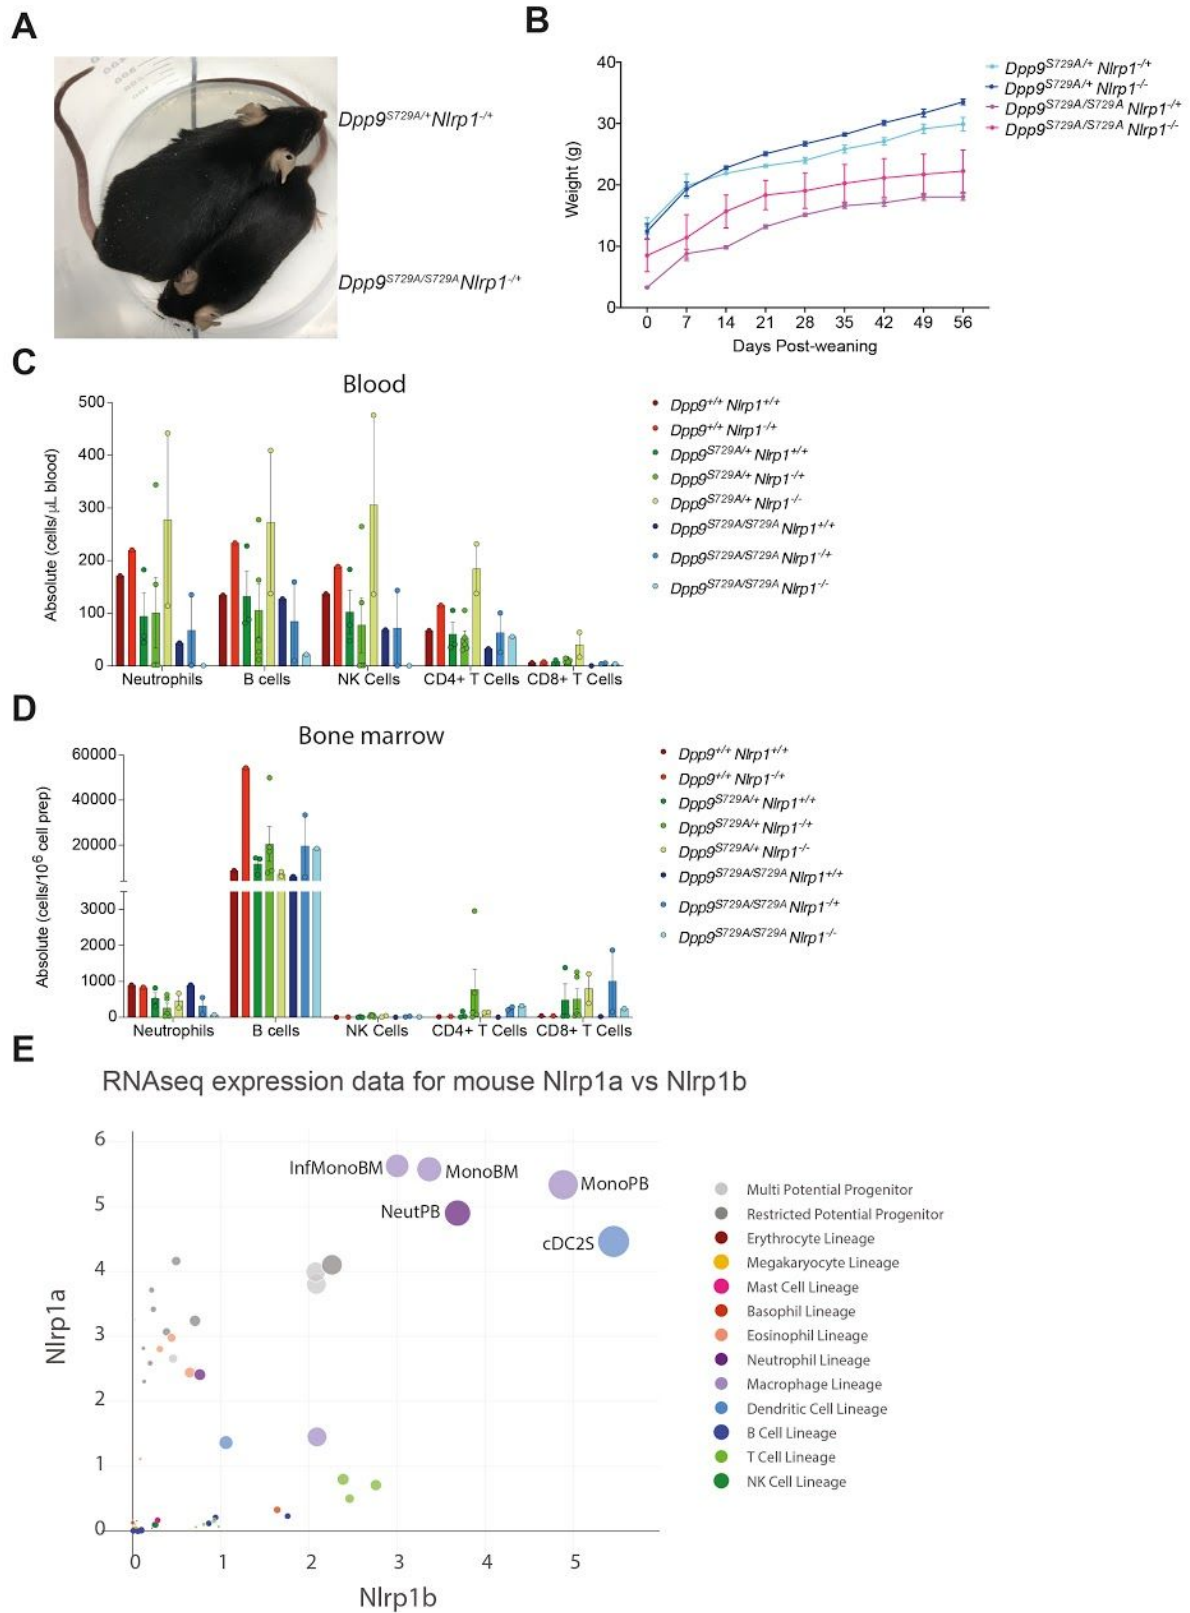 A
Dpp9S729A/+Nlrp1-/+
Dpp9S729A/S729ANlrp1-/+
B
40
30
20
10
0
Weight (g)
0 7 14 21 28 35 42 49 56
Days Post-weaning
Dpp9S729A/+ Nlrp1-/+
Dpp9S729A/+ Nlrp1-/-
Dpp9S729A/S729A Nlrp1-/+
Dpp9S729A/S729A Nlrp1-/-
C
Blood
500
400
300
200
100
0
Absolute (cells/ μL blood)
Neutrophils B cells NK Cells CD4+ T Cells CD8+ T Cells
Dpp9+/+ Nlrp1+/+
Dpp9+/+ Nlrp1-/+
Dpp9S729A/+ Nlrp1+/+
Dpp9S729A/+ Nlrp1-/+
Dpp9S729A/+ Nlrp1-/-
Dpp9S729A/S729A Nlrp1+/+
Dpp9S729A/S729A Nlrp1-/+
Dpp9S729A/S729A Nlrp1-/-
D
Bone marrow
60000
40000
20000
3000
2000
1000
0
Absolute (cells/106 cell prep)
Neutrophils B cells NK Cells CD4+ T Cells CD8+ T Cells
Dpp9+/+ Nlrp1+/+
Dpp9+/+ Nlrp1-/+
Dpp9S729A/+ Nlrp1+/+
Dpp9S729A/+ Nlrp1-/+
Dpp9S729A/+ Nlrp1-/-
Dpp9S729A/S729A Nlrp1+/+
Dpp9S729A/S729A Nlrp1-/+
Dpp9S729A/S729A Nlrp1-/-
E
RNAseq expression data for mouse Nlrp1a vs Nlrp1b
6
5
4
3
2
1
0
Nlrp1a
InfMonoBM
MonoBM
MonoPB
NeutPB
cDC2S
0 1 2 3 4 5
Nlrp1b
Multi Potential Progenitor
Restricted Potential Progenitor
Erythrocyte Lineage
Megakaryocyte Lineage
Mast Cell Lineage
Basophil Lineage
Eosinophil Lineage
Neutrophil Lineage
Macrophage Lineage
Dendritic Cell Lineage
B Cell Lineage
T Cell Lineage
NK Cell Lineage